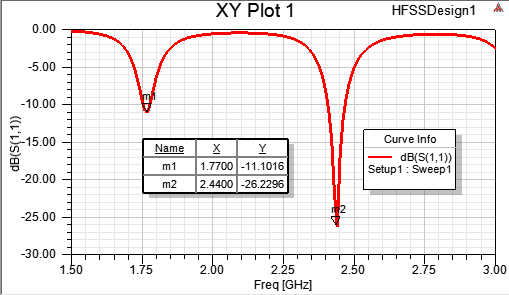 XY Plot 1
HFSSDesign1
0.00
-5.00
-10.00
-15.00
-20.00
-25.00
-30.00
dB(S(1,1))
m1
m2
Name X Y
m1 1.7700 -11.1016
m2 2.4400 -26.2296
Curve Info
dB(S(1,1))
Setup1 : Sweep1
1.50 1.75 2.00 2.25 2.50 2.75 3.00
Freq [GHz]